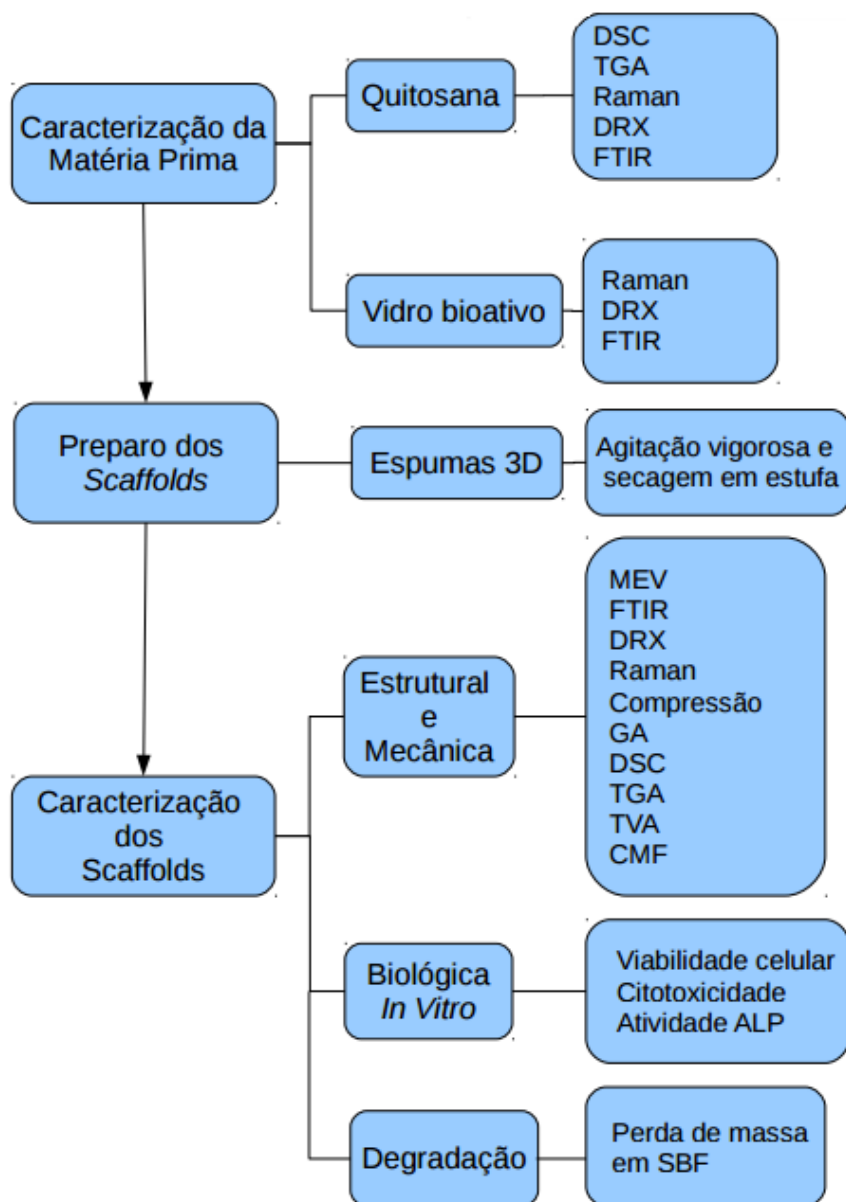 Caracterização da
Matéria Prima
Quitosana
DSC
TGA
Raman
DRX
FTIR
Vidro bioativo
Raman
DRX
FTIR
Preparo dos
Scaffolds
Espumas 3D
Agitação vigorosa e
secagem em estufa
Caracterização
dos
Scaffolds
Estrutural
e
Mecânica
MEV
FTIR
DRX
Raman
Compressão
GA
DSC
TGA
TVA
CMF
Biológica
In Vitro
Viabilidade celular
Citotoxicidade
Atividade ALP
Degradação
Perda de massa
em SBF